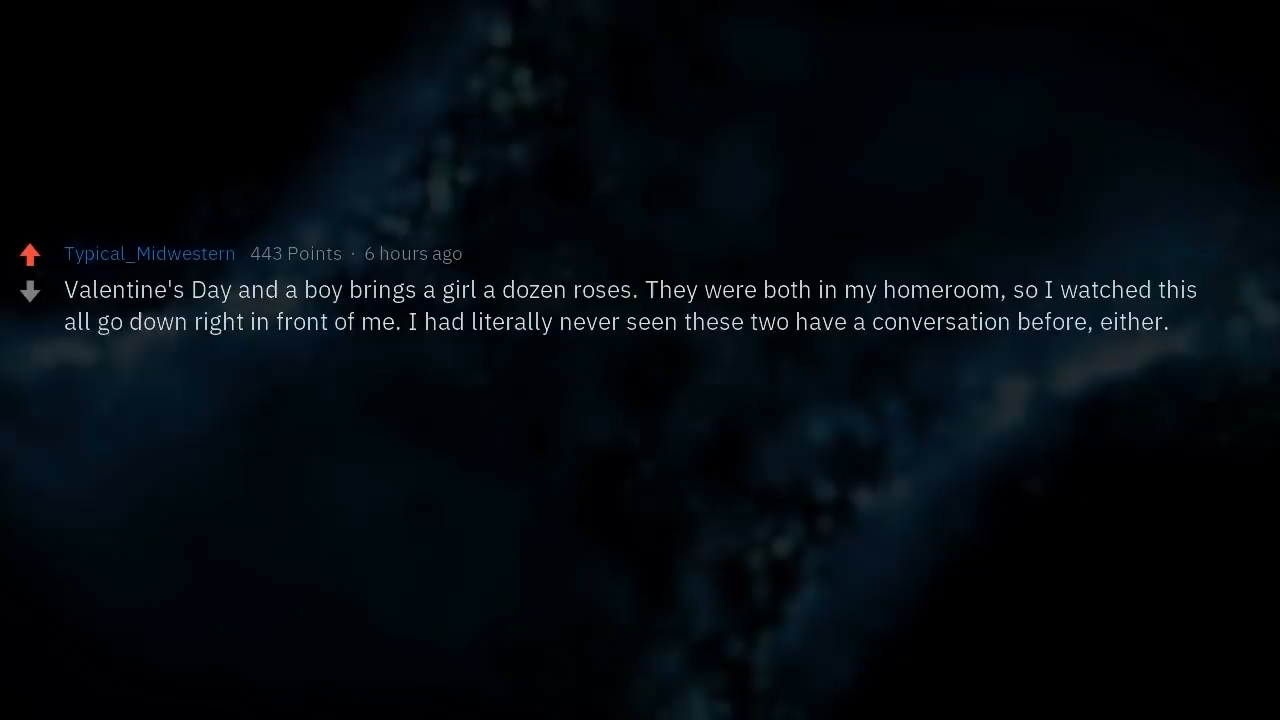 Typical_Midwestern 443 Points · 6 hours ago
Valentine's Day and a boy brings a girl a dozen roses. They were both in my homeroom, so I watched this
all go down right in front of me. I had literally never seen these two have a conversation before, either.